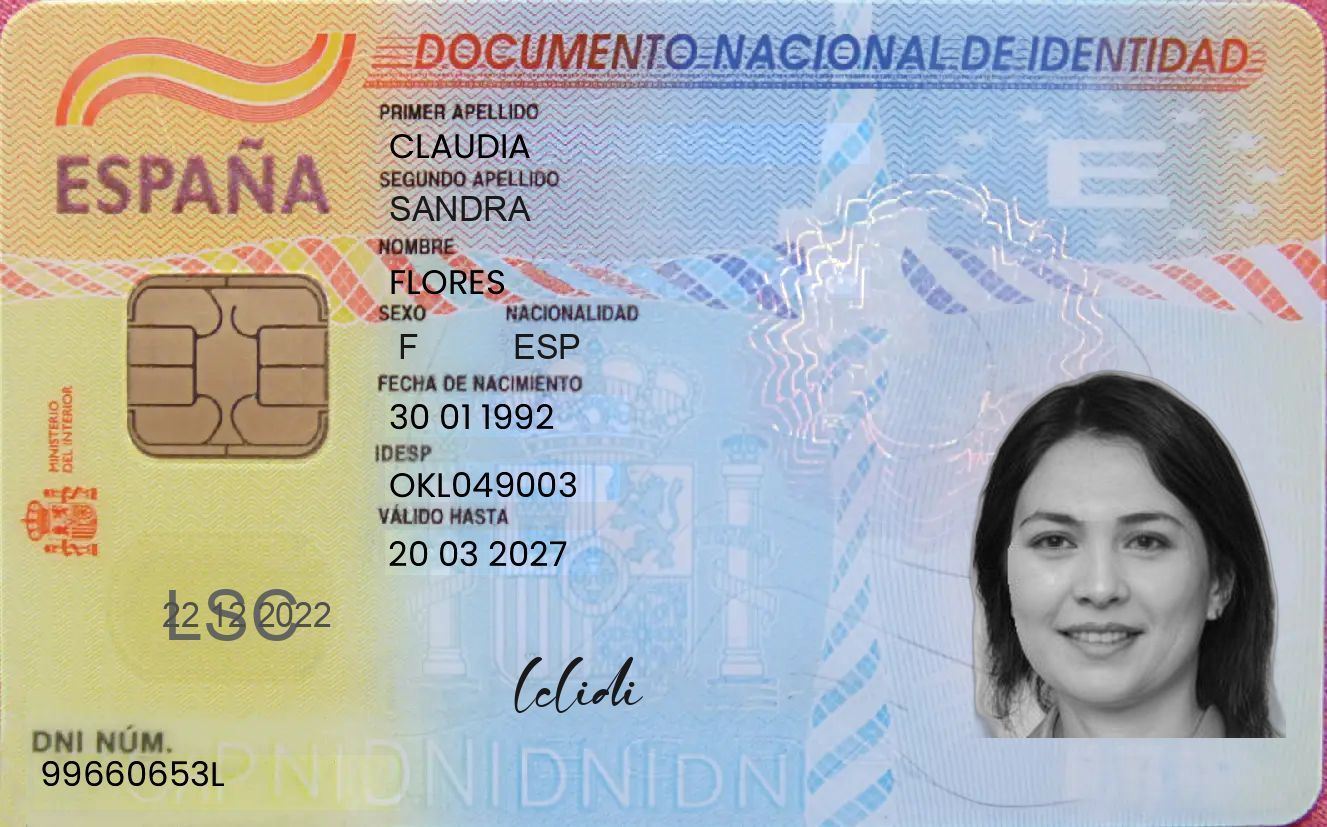 DOCUMENTO NACIONAL DE IDENTIDAD
ESPAÑA
PRIMER APELLIDO
CLAUDIA
SEGUNDO APELLIDO
SANDRA
NOMBRE
FLORES
SEXO NACIONALIDAD
F ESP
FECHA DE NACIMIENTO
30 01 1992
IDESP
OKL049003
VÁLIDO HASTA
20 03 2027
MINISTERIO
DEL INTERIOR
E
LSC
22 12 2022
DNI NÚM.
99660653L
DNIDNIDNIDNI